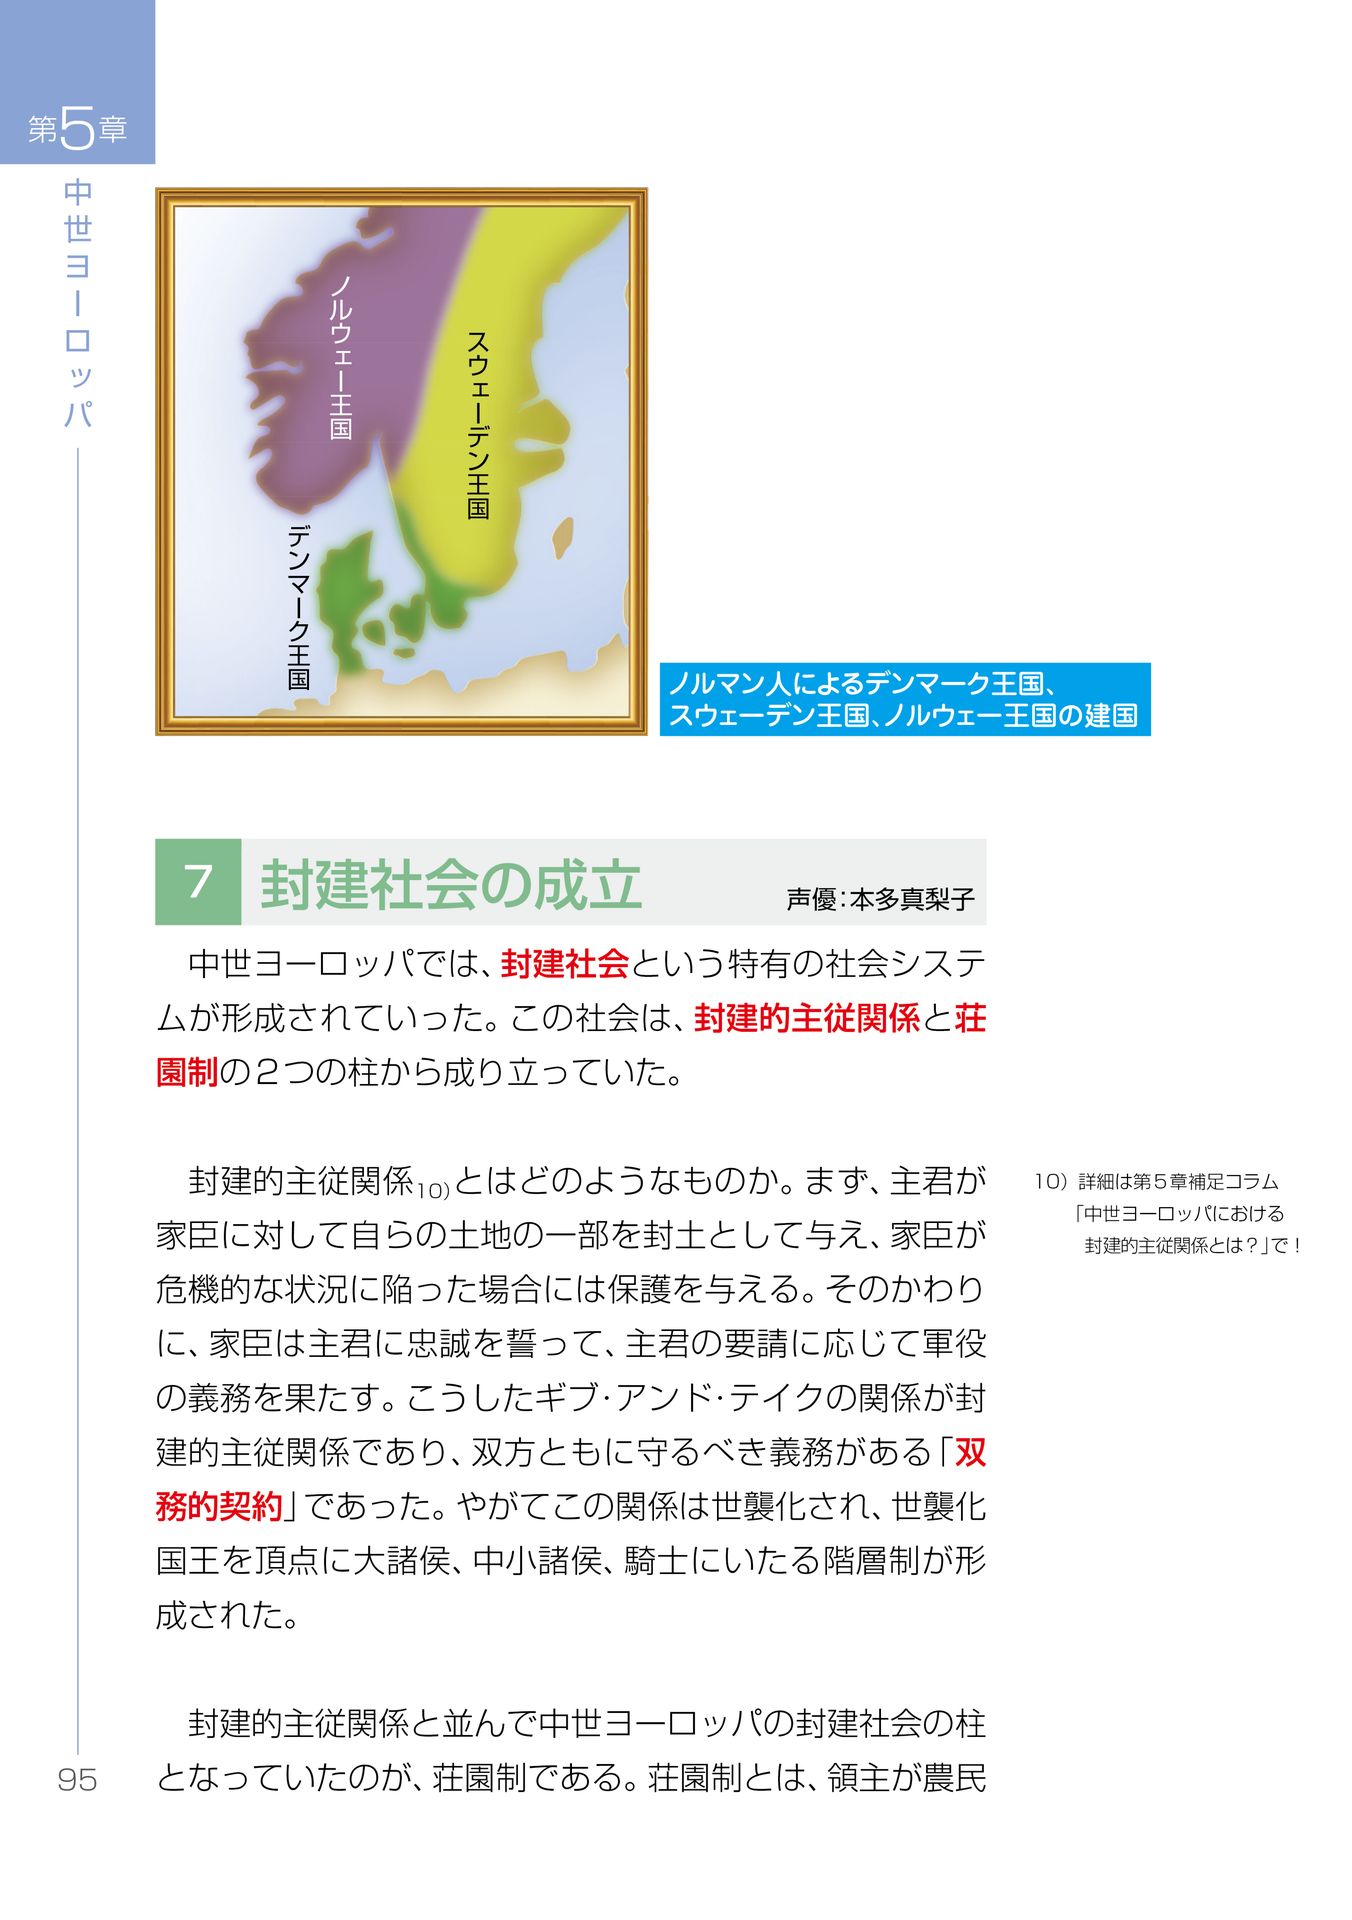 第5章
中世ヨーロッパ
ノルウェー王国
スウェーデン王国
デンマーク王国
ノルマン人によるデンマーク王国、
スウェーデン王国、ノルウェー王国の建国
7 封建社会の成立 声優：本多真梨子
中世ヨーロッパでは、封建社会という特有の社会システ
ムが形成されていった。この社会は、封建的主従関係と荘
園制の２つの柱から成り立っていた。
封建的主従関係10)とはどのようなものか。まず、主君が
家臣に対して自らの土地の一部を封土として与え、家臣が
危機的な状況に陥った場合には保護を与える。そのかわり
に、家臣は主君に忠誠を誓って、主君の要請に応じて軍役
の義務を果たす。こうしたギブ・アンド・テイクの関係が封
建的主従関係であり、双方ともに守るべき義務がある「双
務的契約」であった。やがてこの関係は世襲化され、世襲化
国王を頂点に大諸侯、中小諸侯、騎士にいたる階層制が形
成された。
封建的主従関係と並んで中世ヨーロッパの封建社会の柱
となっていたのが、荘園制である。荘園制とは、領主が農民
10）詳細は第５章補足コラム
「中世ヨーロッパにおける
封建的主従関係とは？」で！
95